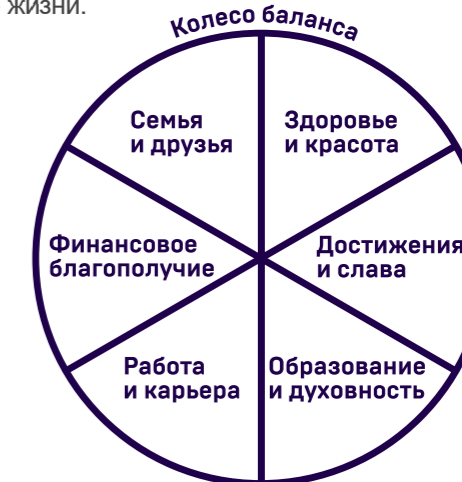 жизни.
Колесо баланса
Семья
и друзья
Здоровье
и красота
Финансовое
благополучие
Достижения
и слава
Работа
и карьера
Образование
и духовность